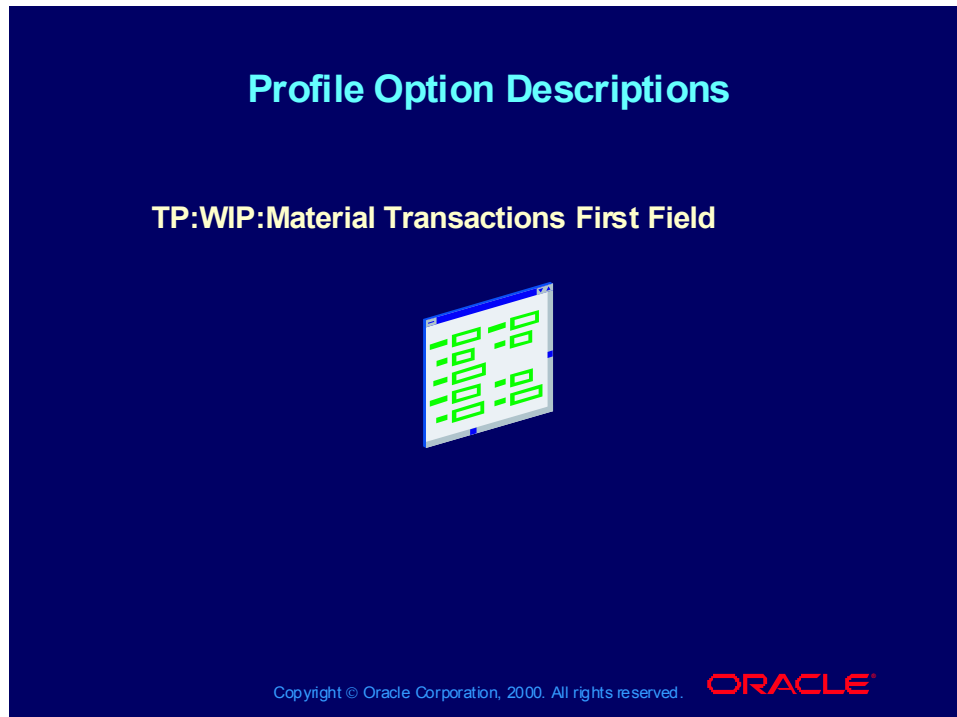 Profile Option Descriptions
TP:WIP:Material Transactions First Field
Copyright © Oracle Corporation, 2000. All rights reserved.
ORACLE®